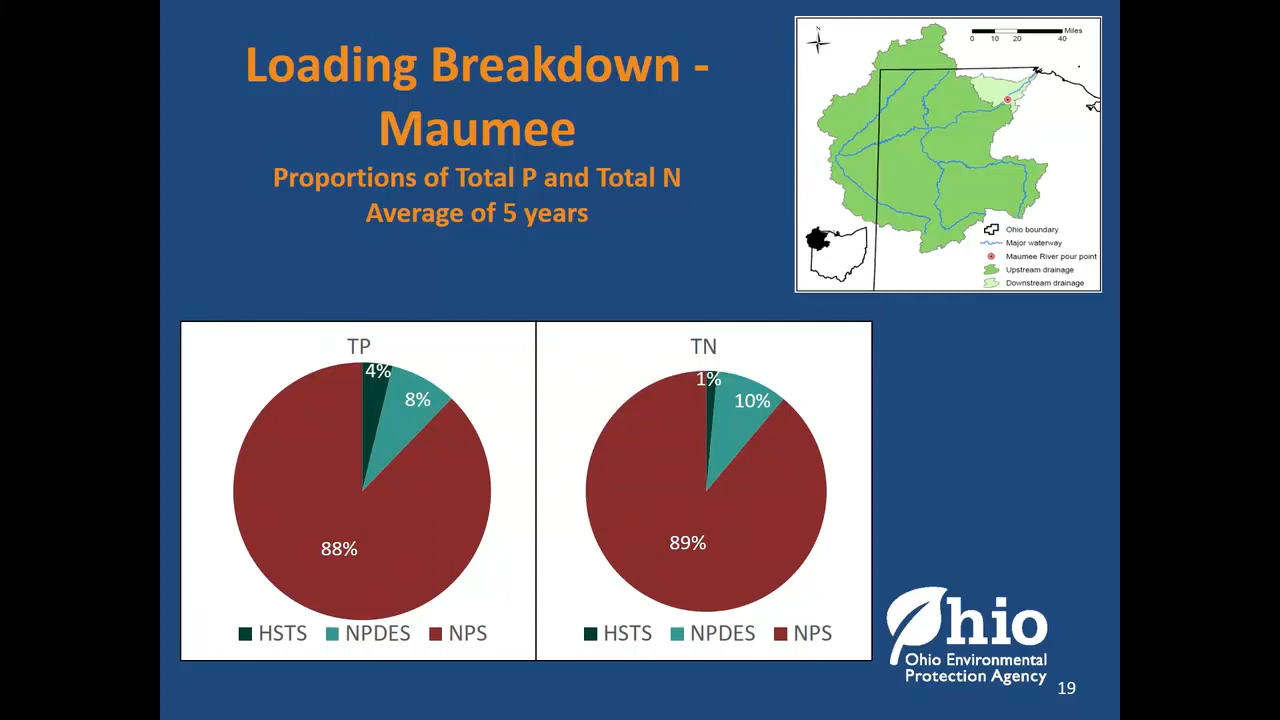 Loading Breakdown -
Maumee
Proportions of Total P and Total N
Average of 5 years
N
Miles
0 10 20 40
Ohio boundary
Major waterway
Maumee River pour point
Upstream drainage
Downstream drainage
TP
4%
8%
88%
HSTS NPDES NPS
TN
1%
10%
89%
HSTS NPDES NPS
Ohio
Ohio Environmental
Protection Agency
19